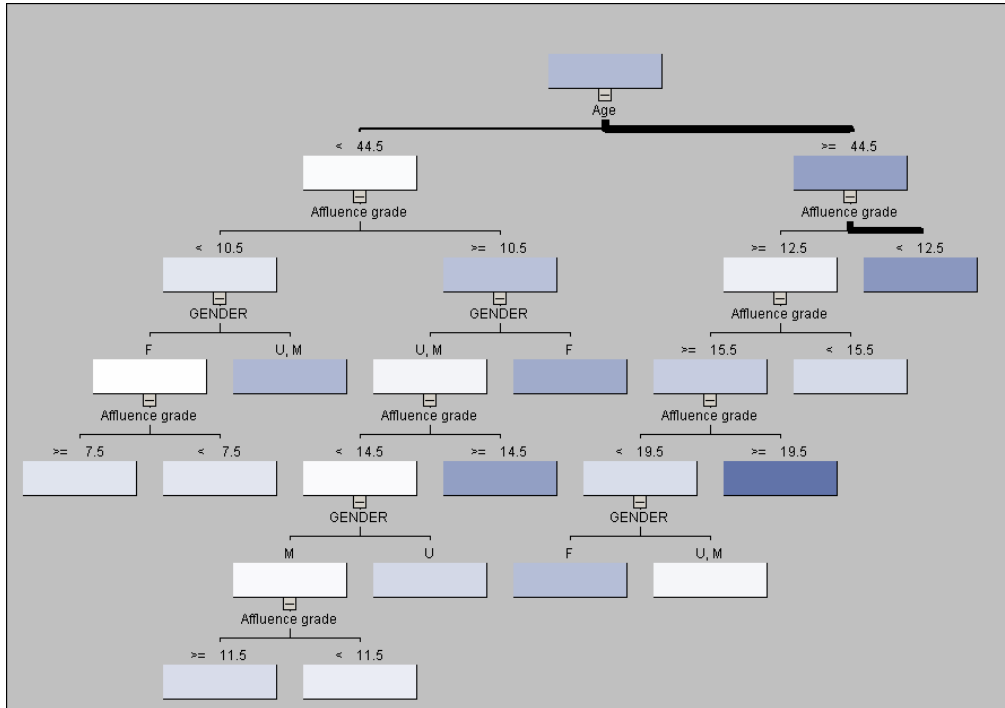 Age
< 44.5
>= 44.5
Affluence grade
Affluence grade
< 10.5
>= 10.5
>= 12.5
< 12.5
GENDER
GENDER
Affluence grade
F
U, M
U, M
F
>= 15.5
< 15.5
Affluence grade
Affluence grade
Affluence grade
>= 7.5
< 7.5
< 14.5
>= 14.5
< 19.5
>= 19.5
GENDER
GENDER
M
U
F
U, M
Affluence grade
>= 11.5
< 11.5